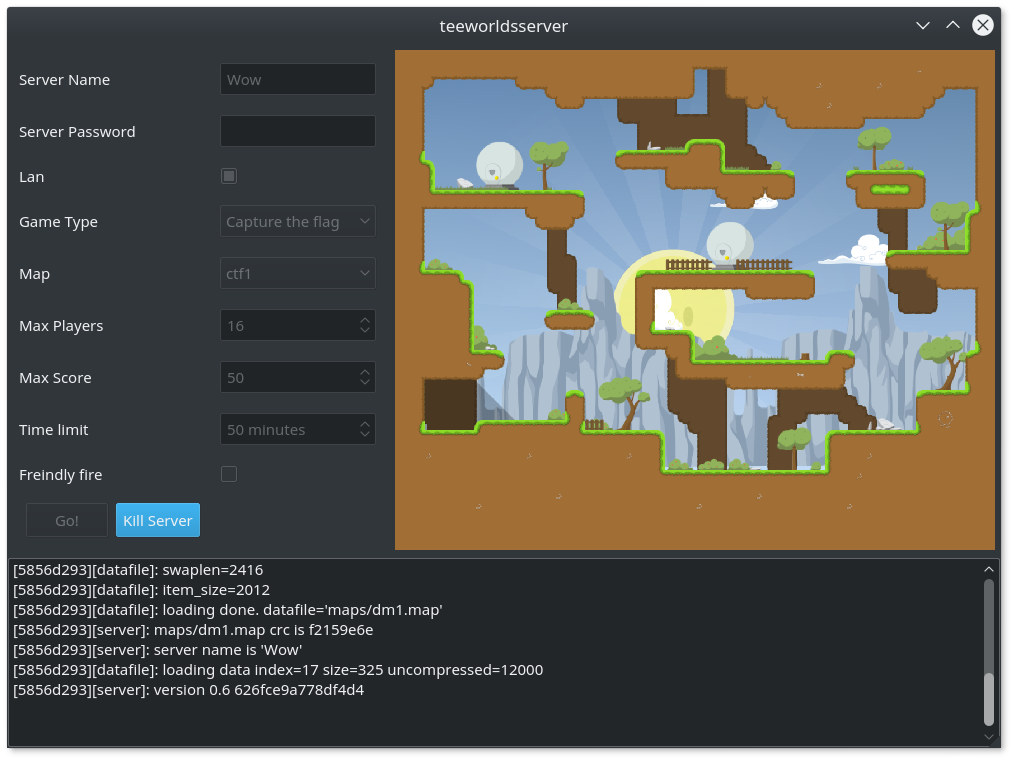 teeworldsserver
Server Name
Wow
Server Password
Lan
Game Type
Capture the flag
Map
ctf1
Max Players
16
Max Score
50
Time limit
50 minutes
Freindly fire
Go!
Kill Server
[5856d293][datafile]: swaplen=2416
[5856d293][datafile]: item_size=2012
[5856d293][datafile]: loading done. datafile='maps/dm1.map'
[5856d293][server]: maps/dm1.map crc is f2159e6e
[5856d293][server]: server name is 'Wow'
[5856d293][datafile]: loading data index=17 size=325 uncompressed=12000
[5856d293][server]: version 0.6 626fce9a778df4d4